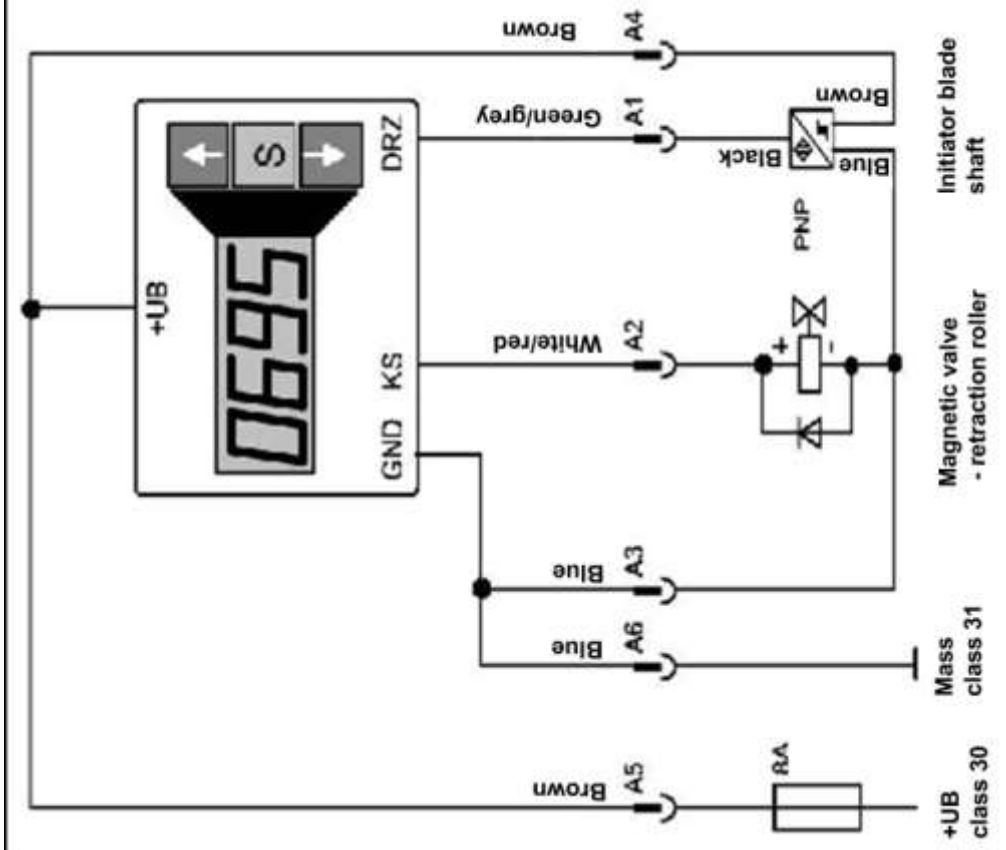 +UB
0695
S
GND
KS
DRZ
Brown
Blue
Blue
White/red
Green/grey
Brown
A5
A6
A3
A2
A1
A4
Black
+
-
PNP
Blue
Brown
+UB
class 30
Mass
class 31
Magnetic valve
- retraction roller
Initiator blade
shaft